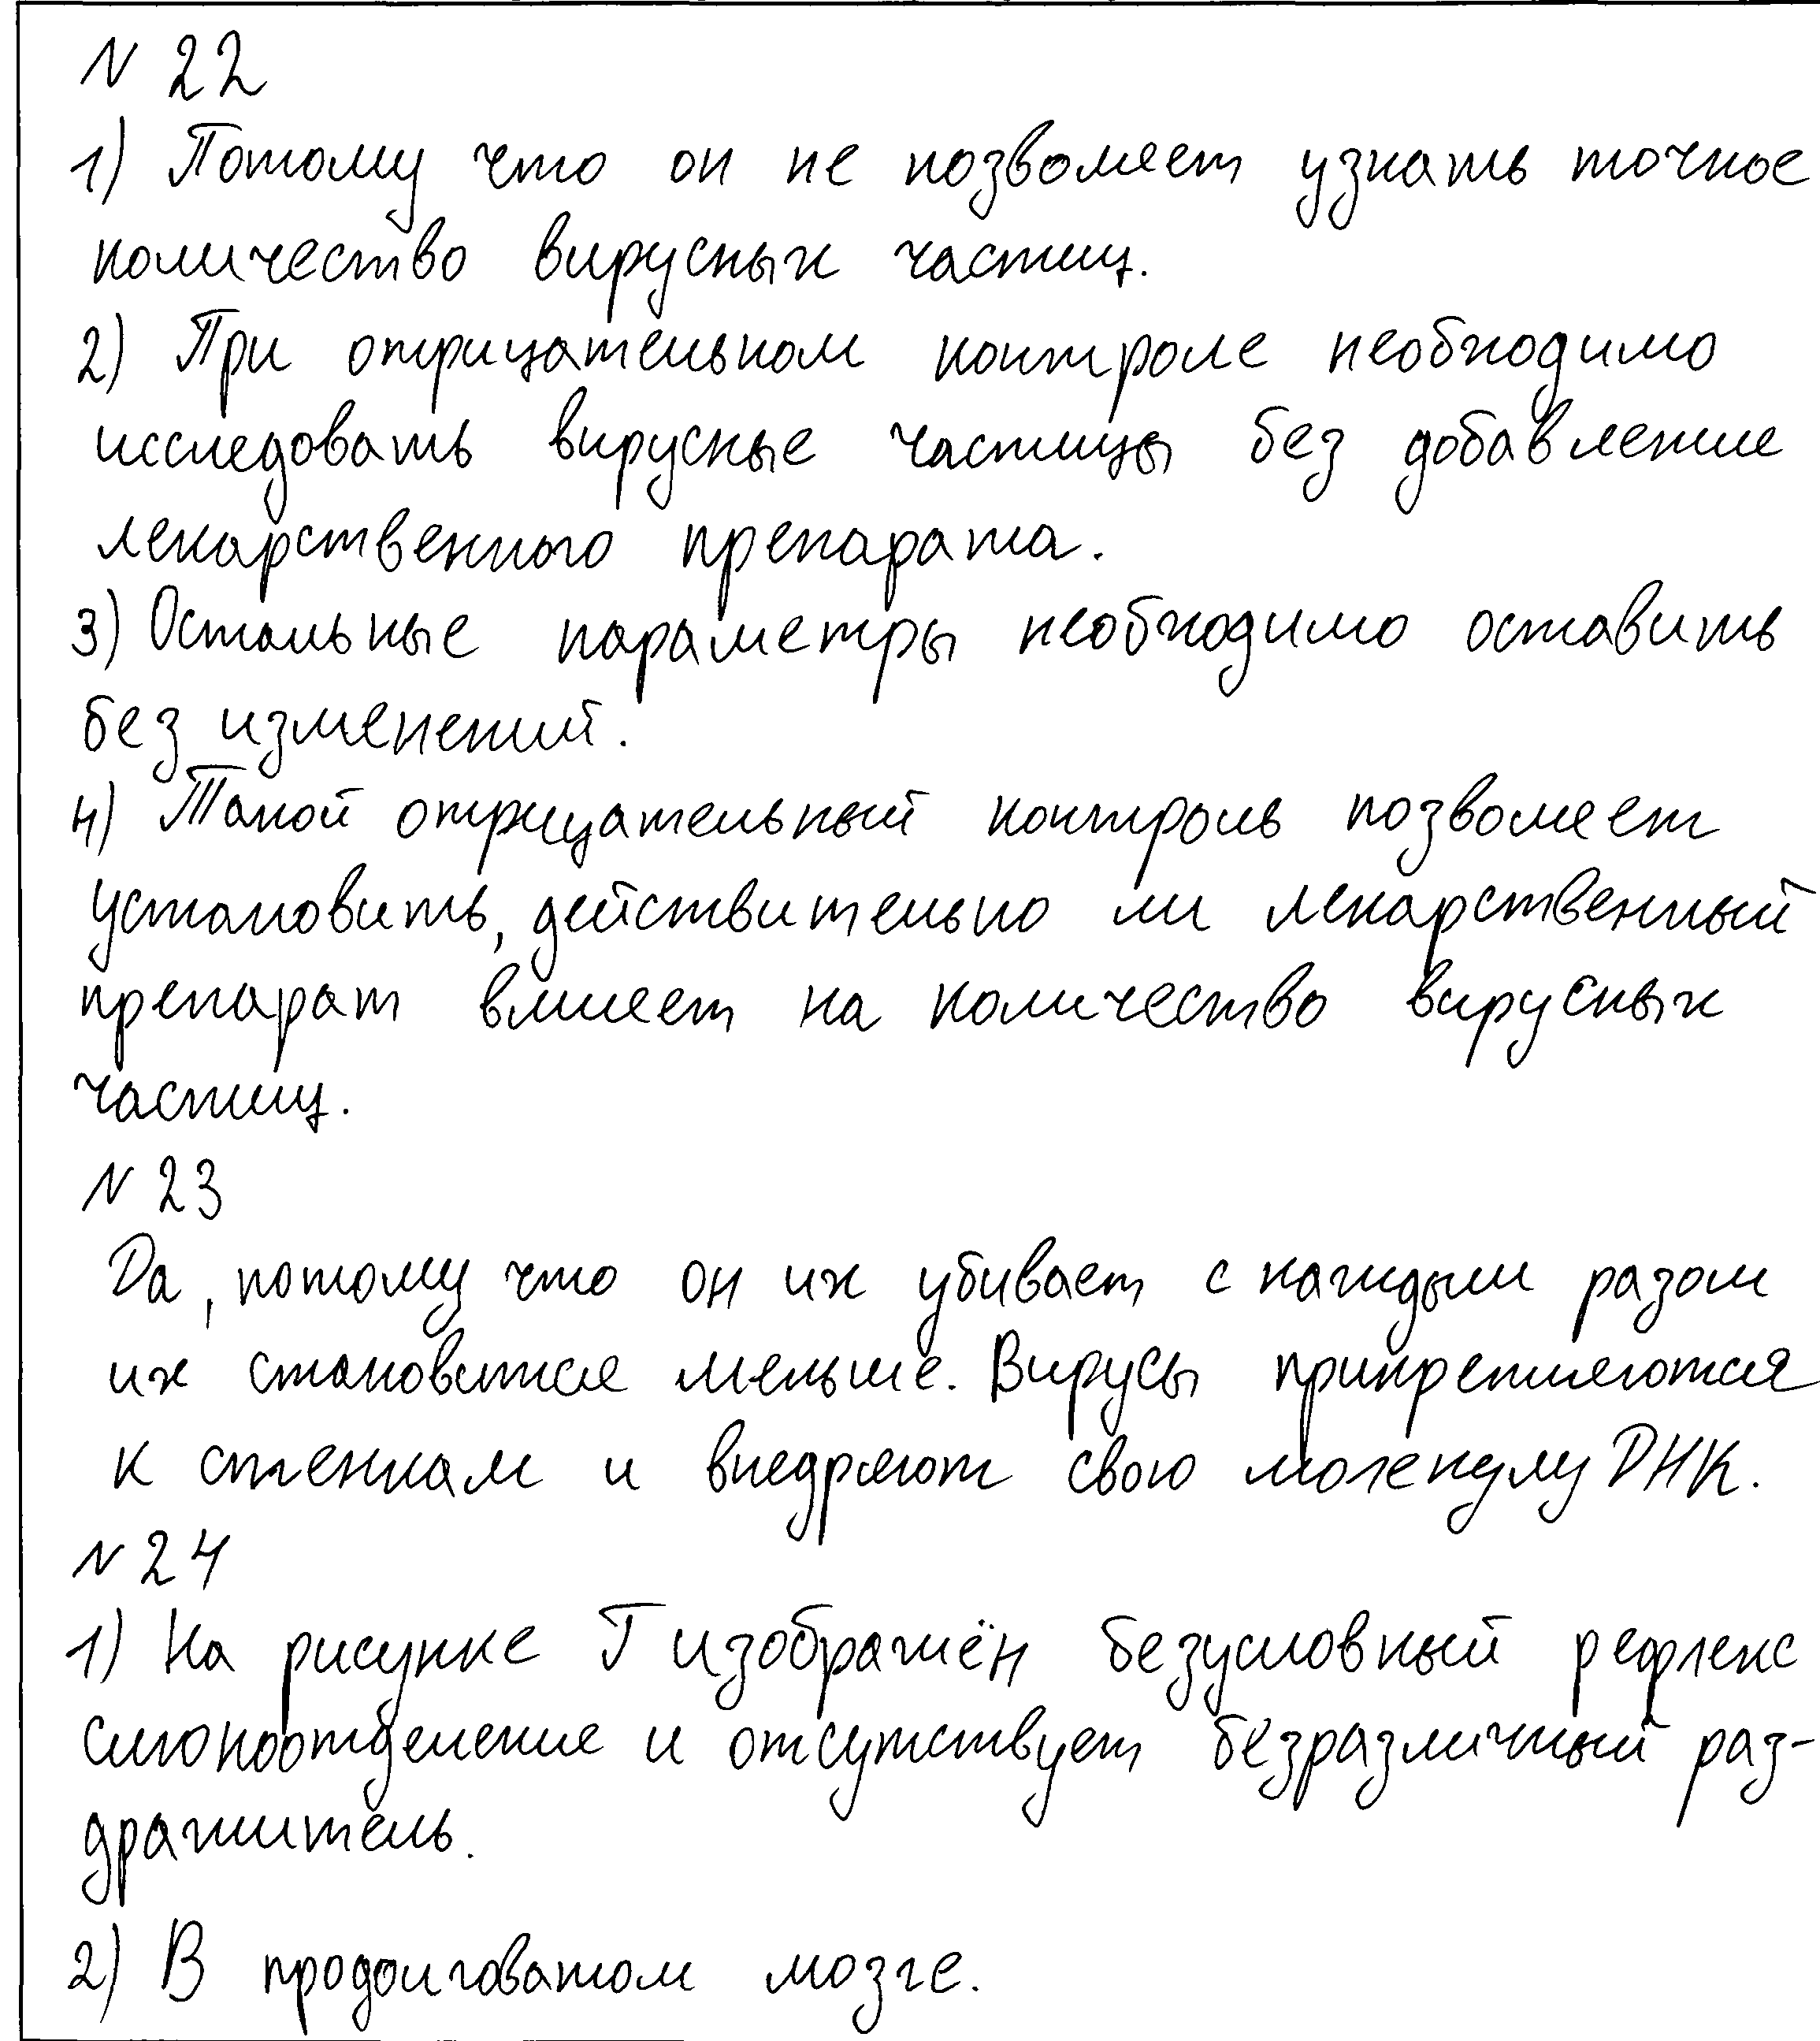 N 22
1) Потому что он не позволяет узнать точное
количество вирусных частиц.
2) При отрицательном контроле необходимо
исследовать вирусные частицы без добавление
лекарственного препарата.
3) Остальные параметры необходимо оставить
без изменений.
4) Такой отрицательный контроль позволяет
установить, действительно ли лекарственный
препарат влияет на количество вирусных
частиц.
N 23
Да, потому что он их убивает с каждым разом
их становится меньше. Вирусы прикрепляются
к стенкам и внедряют свою молекулу ДНК.
N 24
1) На рисунке Г изображён безусловный рефлекс
слюноотделение и отсутствует безразличный раз-
дражитель.
2) В продолговатом мозге.